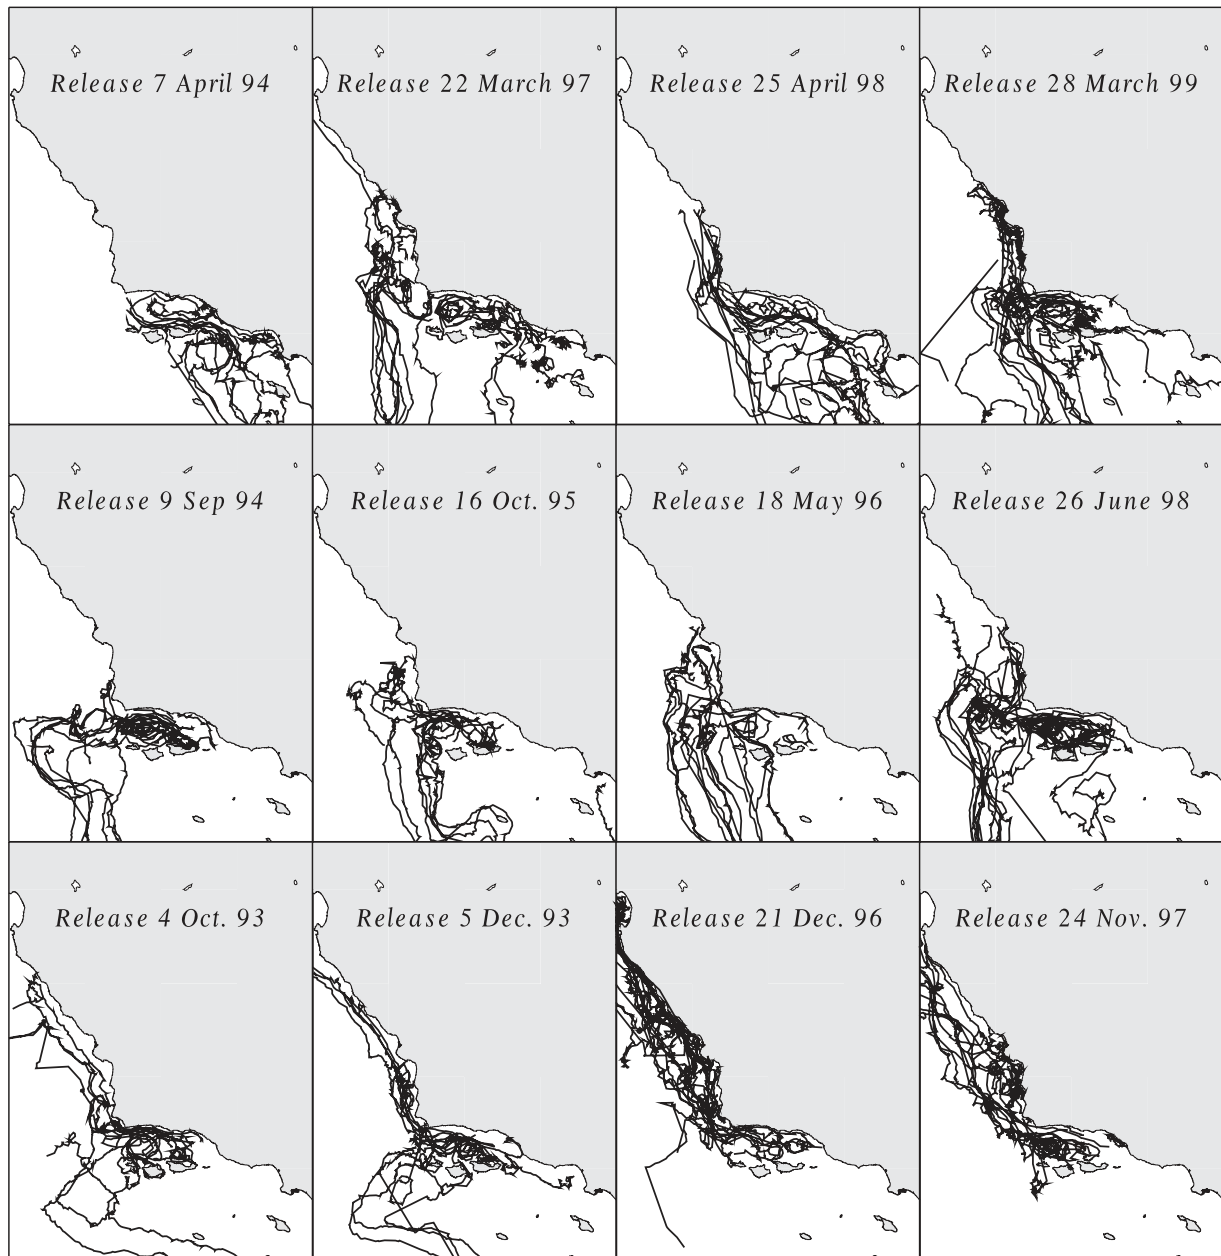 Release 7 April 94
Release 22 March 97
Release 25 April 98
Release 28 March 99
Release 9 Sep 94
Release 16 Oct. 95
Release 18 May 96
Release 26 June 98
Release 4 Oct. 93
Release 5 Dec. 93
Release 21 Dec. 96
Release 24 Nov. 97